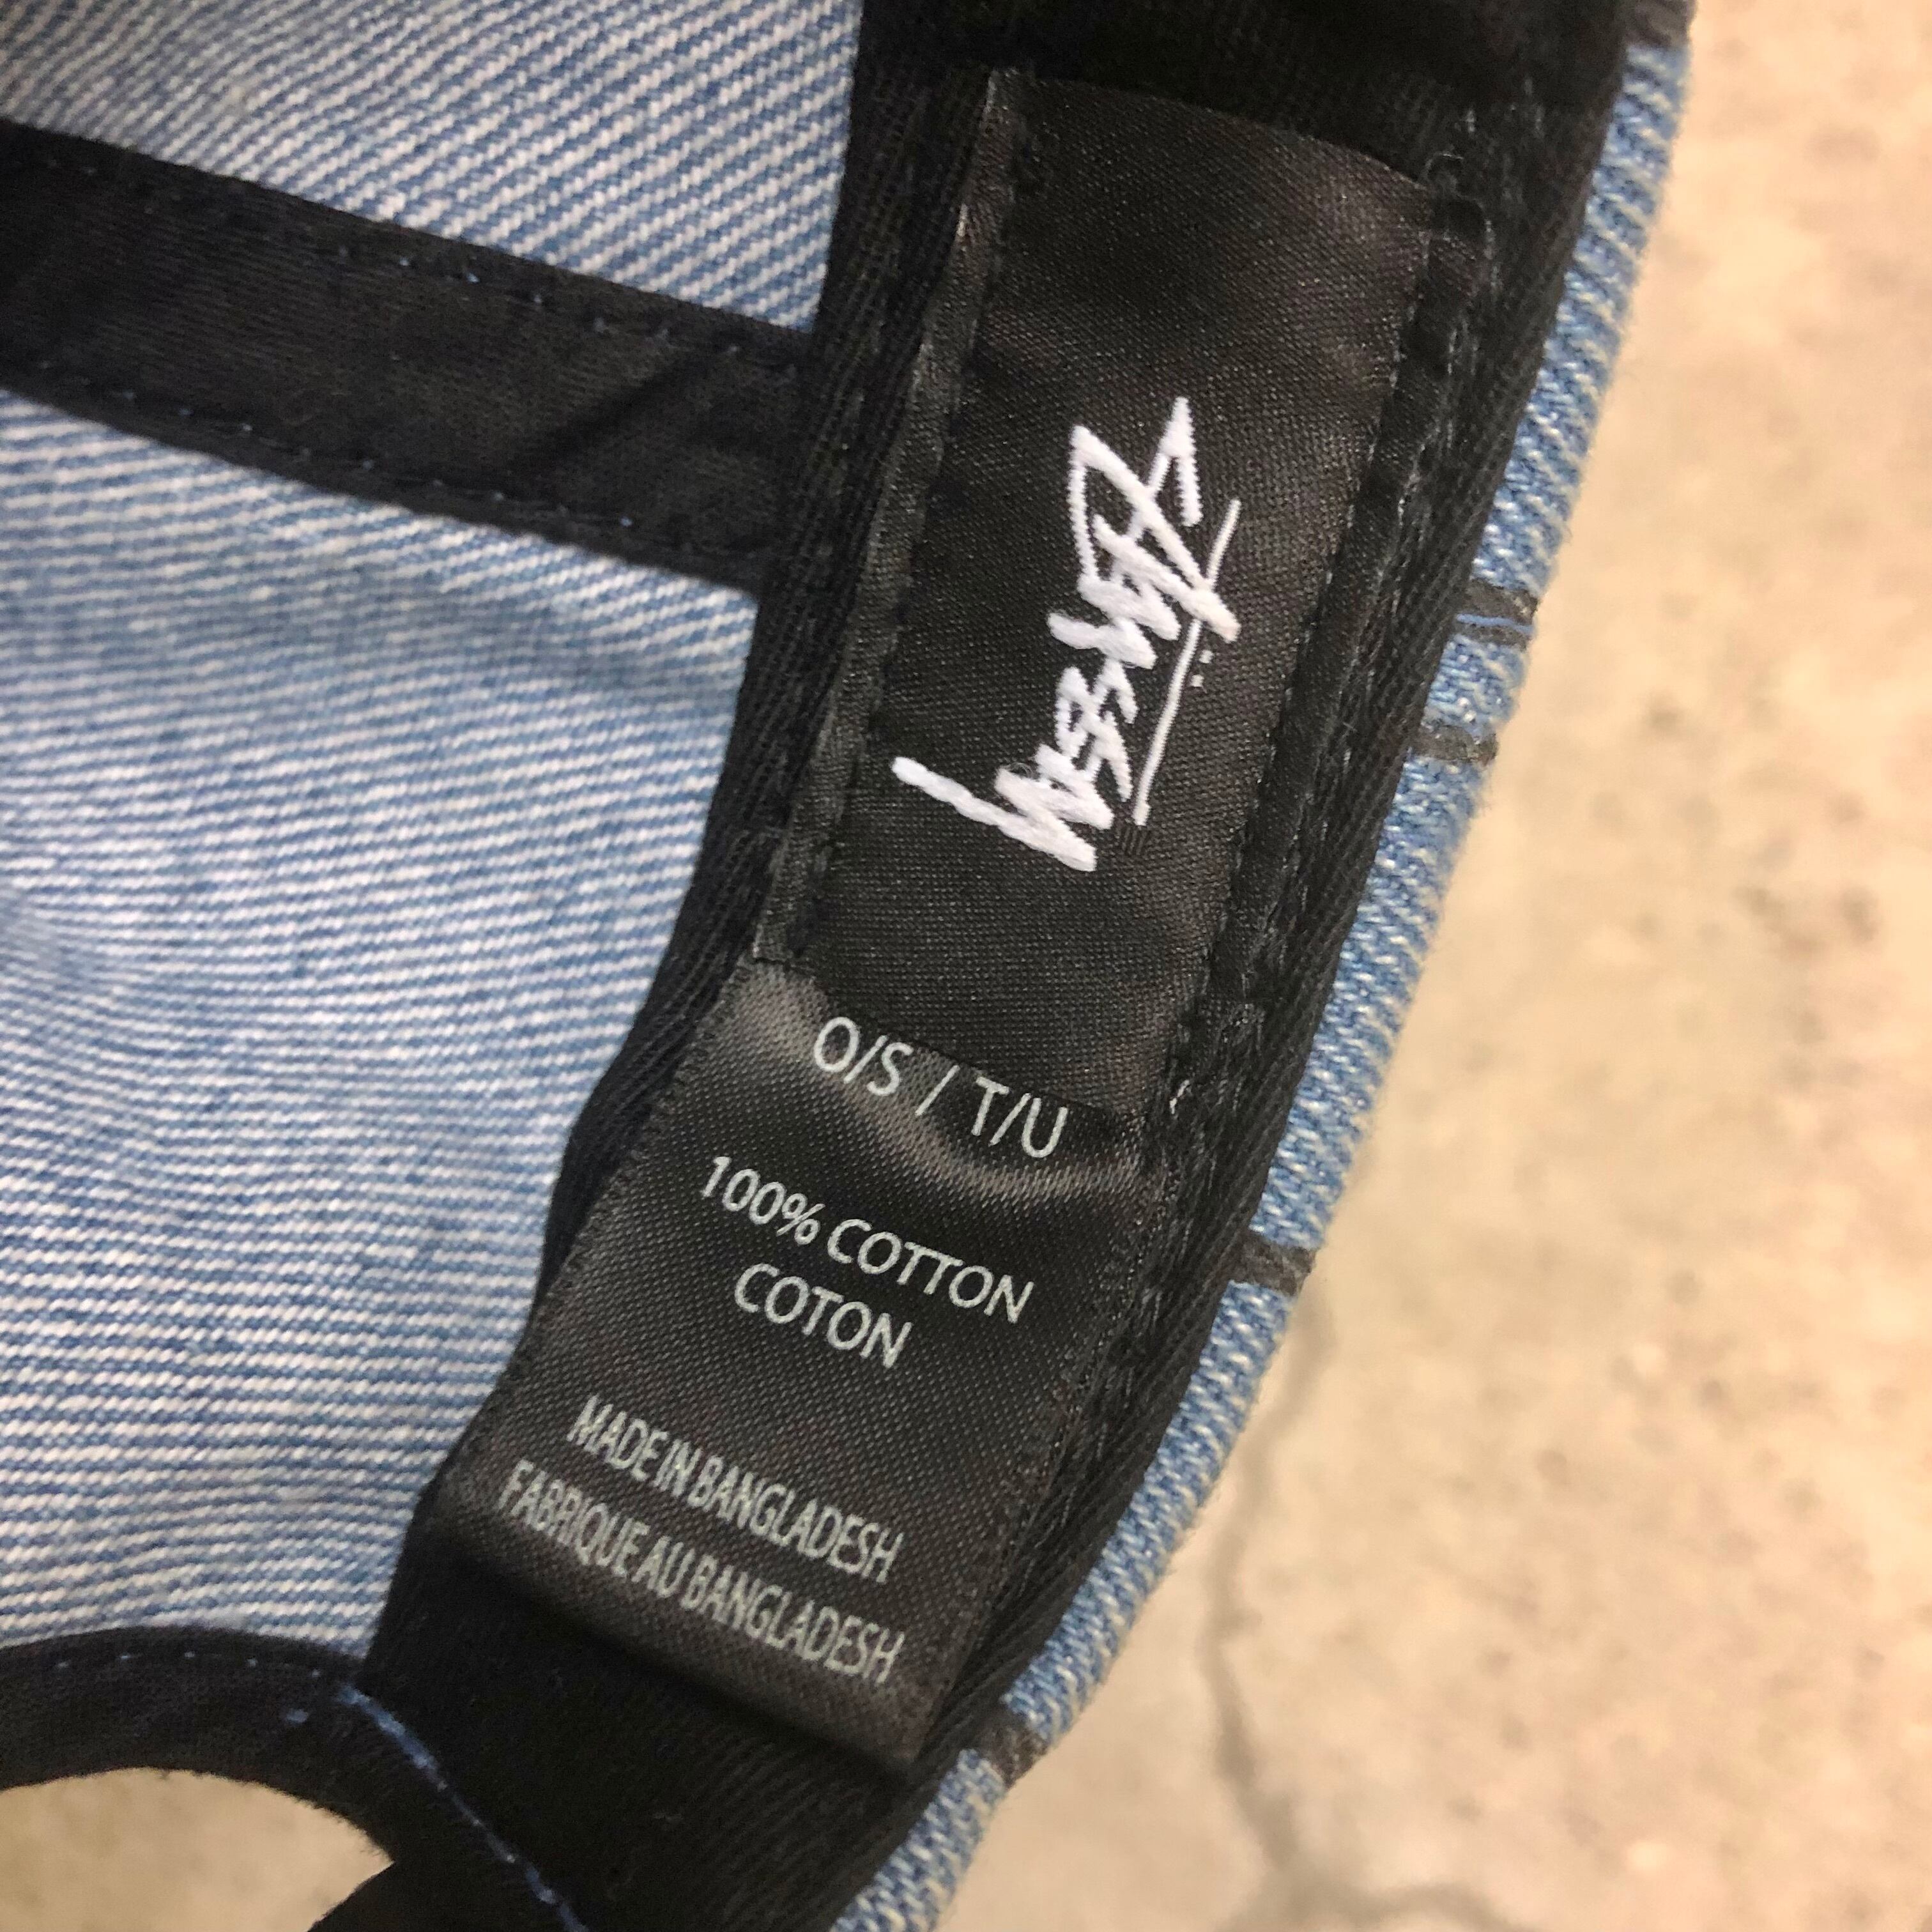 Stüssy
O/S / T/U
100% COTTON
COTON
MADE IN BANGLADESH
FABRIQUE AU BANGLADESH